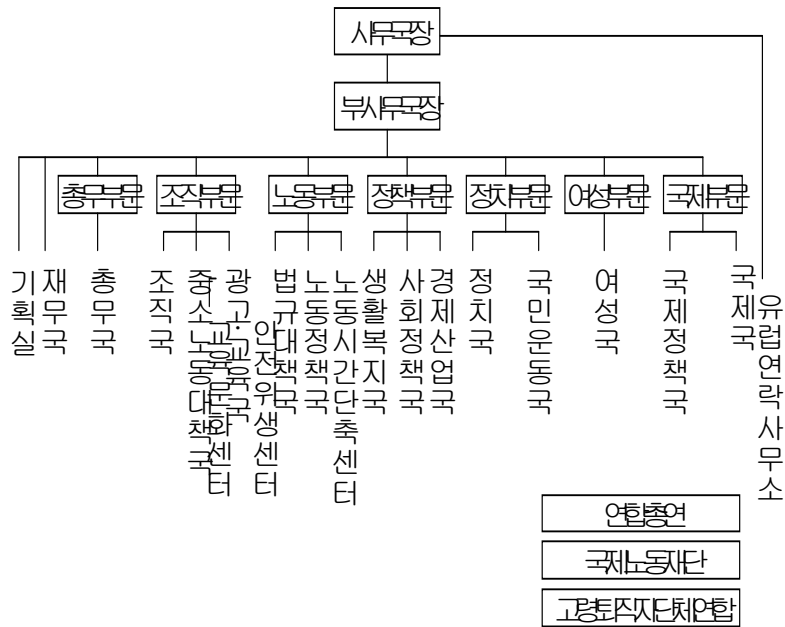 사무국장
부사무국장
총무부문
조직부문
노동부문
정책부문
정치부문
여성부문
국제부문
기획실
재무국
총무국
조직국
중소노동대책국
광고·교육국
교육문화센터
안전위생센터
법규대책국
노동정책국
노동시간단축센터
생활복지국
사회정책국
경제산업국
정치국
국민운동국
여성국
국제정책국
국제국
유럽연락사무소
연합총연
국제노동재단
고령퇴직자단체연합